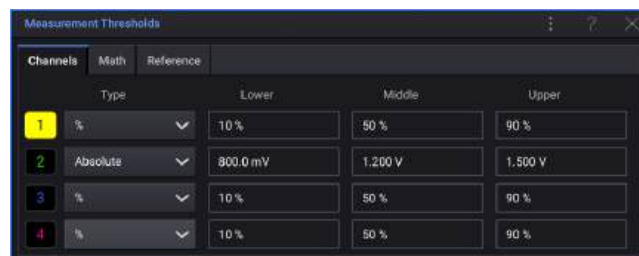 Measurement Thresholds
Channels Math Reference
Type Lower Middle Upper
1 % 10 % 50 % 90 %
2 Absolute 800.0 mV 1.200 V 1.500 V
3 % 10 % 50 % 90 %
4 % 10 % 50 % 90 %